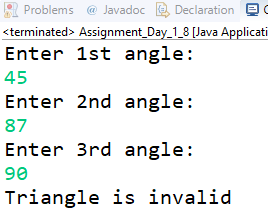 Problems @ Javadoc Declaration
<terminated> Assignment_Day_1_8 [Java Applicati
Enter 1st angle:
45
Enter 2nd angle:
87
Enter 3rd angle:
90
Triangle is invalid